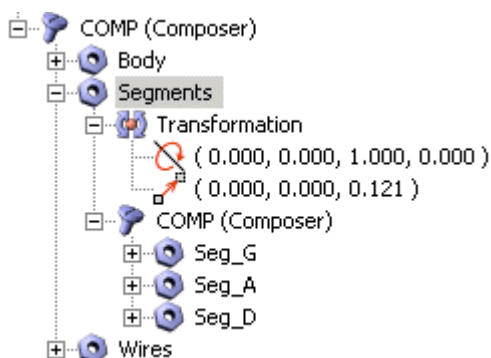 COMP (Composer)
Body
Segments
Transformation
( 0.000, 0.000, 1.000, 0.000 )
( 0.000, 0.000, 0.121 )
COMP (Composer)
Seg_G
Seg_A
Seg_D
Wires